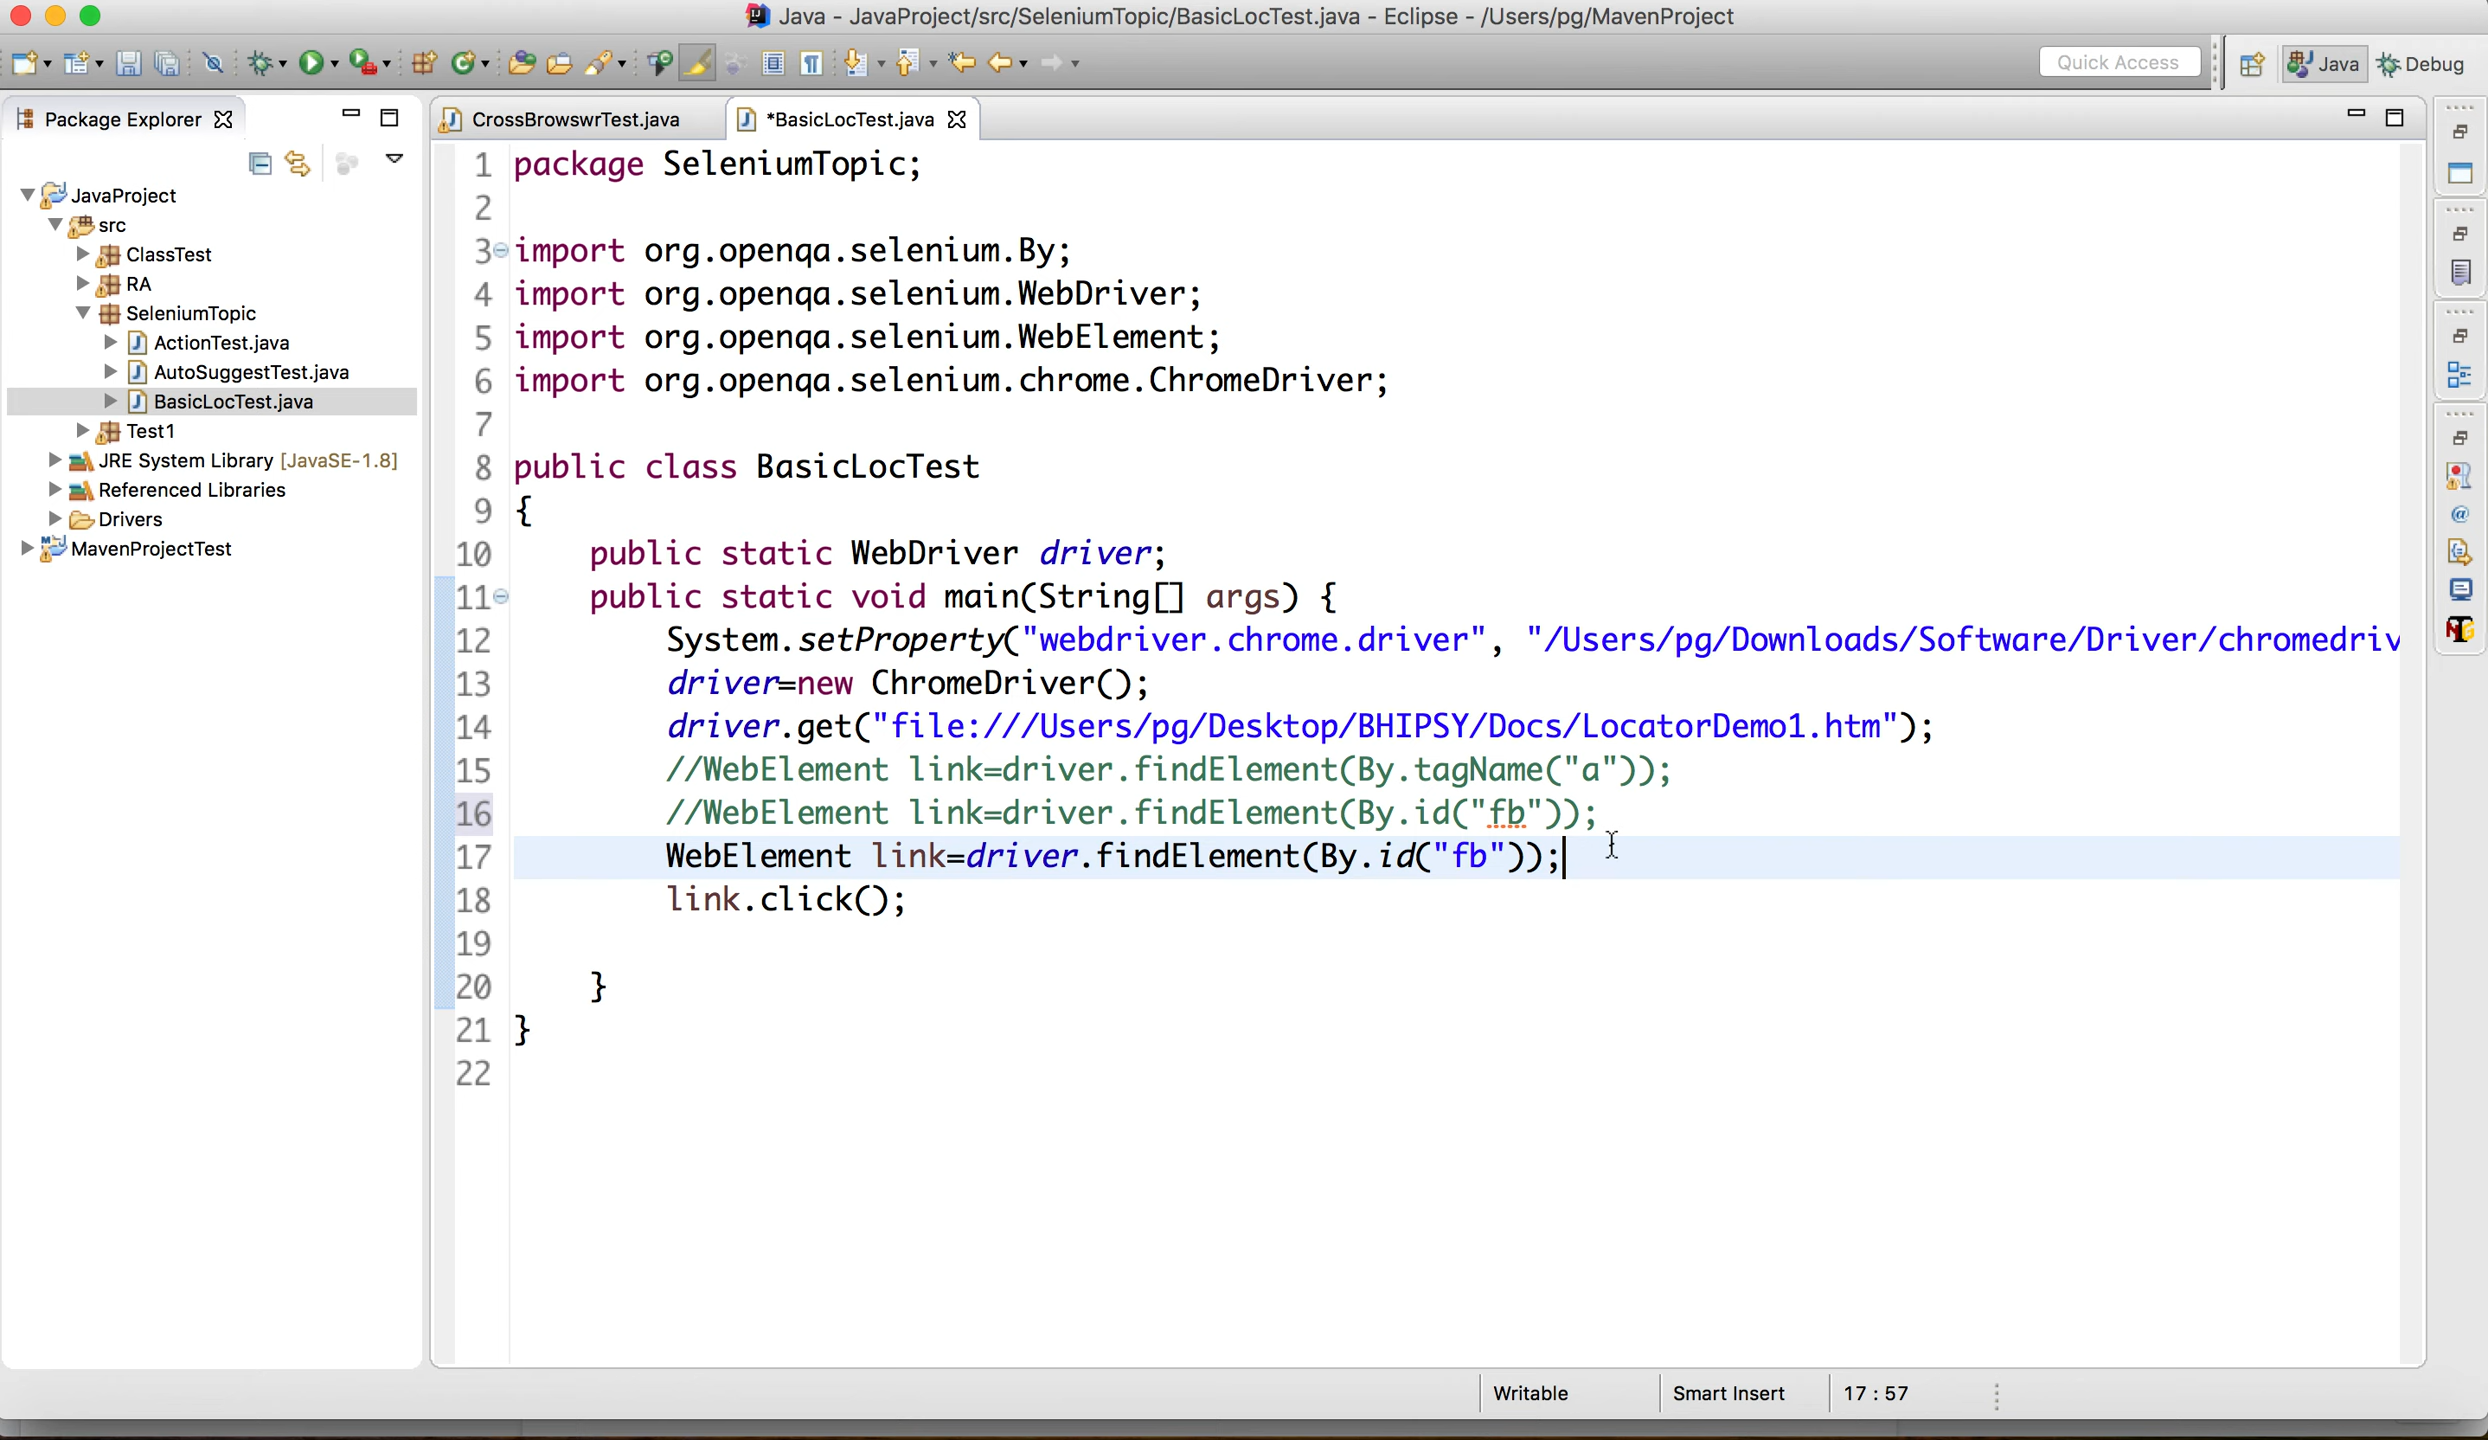 Java - JavaProject/src/SeleniumTopic/BasicLocTest.java - Eclipse - /Users/pg/MavenProject
Quick Access
Java
Debug
Package Explorer
CrossBrowswrTest.java
*BasicLocTest.java
JavaProject
src
ClassTest
RA
SeleniumTopic
ActionTest.java
AutoSuggestTest.java
BasicLocTest.java
Test1
JRE System Library [JavaSE-1.8]
Referenced Libraries
Drivers
MavenProjectTest
1 package SeleniumTopic;
2
3 import org.openqa.selenium.By;
4 import org.openqa.selenium.WebDriver;
5 import org.openqa.selenium.WebElement;
6 import org.openqa.selenium.chrome.ChromeDriver;
7
8 public class BasicLocTest
9 {
10 public static WebDriver driver;
11 public static void main(String[] args) {
12 System.setProperty("webdriver.chrome.driver", "/Users/pg/Downloads/Software/Driver/chromedriv
13 driver=new ChromeDriver();
14 driver.get("file:///Users/pg/Desktop/BHIPSY/Docs/LocatorDemo1.htm");
15 //WebElement link=driver.findElement(By.tagName("a"));
16 //WebElement link=driver.findElement(By.id("fb"));
17 WebElement link=driver.findElement(By.id("fb"));
18 link.click();
19
20 }
21 }
22
Writable
Smart Insert
17 : 57